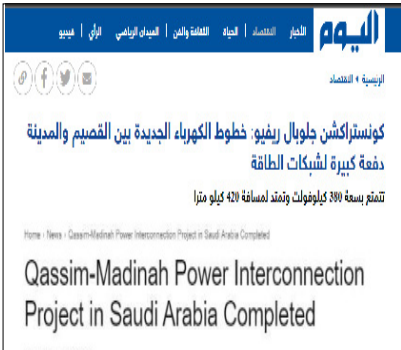 اليوم
الأخبار | الاقتصاد | الحياة | الثقافة والفن | الميدان الرياضي | الرأي | فيديو
الرئيسية » الاقتصاد
كونستراكشن جلوبال ريفيو: خطوط الكهرباء الجديدة بين القصيم والمدينة
دفعة كبيرة لشبكات الطاقة
تتمتع بسعة 380 كيلوفولت وتمتد لمسافة 420 كيلو مترا
Home › News › Qassim-Madinah Power Interconnection Project in Saudi Arabia Completed
Qassim-Madinah Power Interconnection
Project in Saudi Arabia Completed